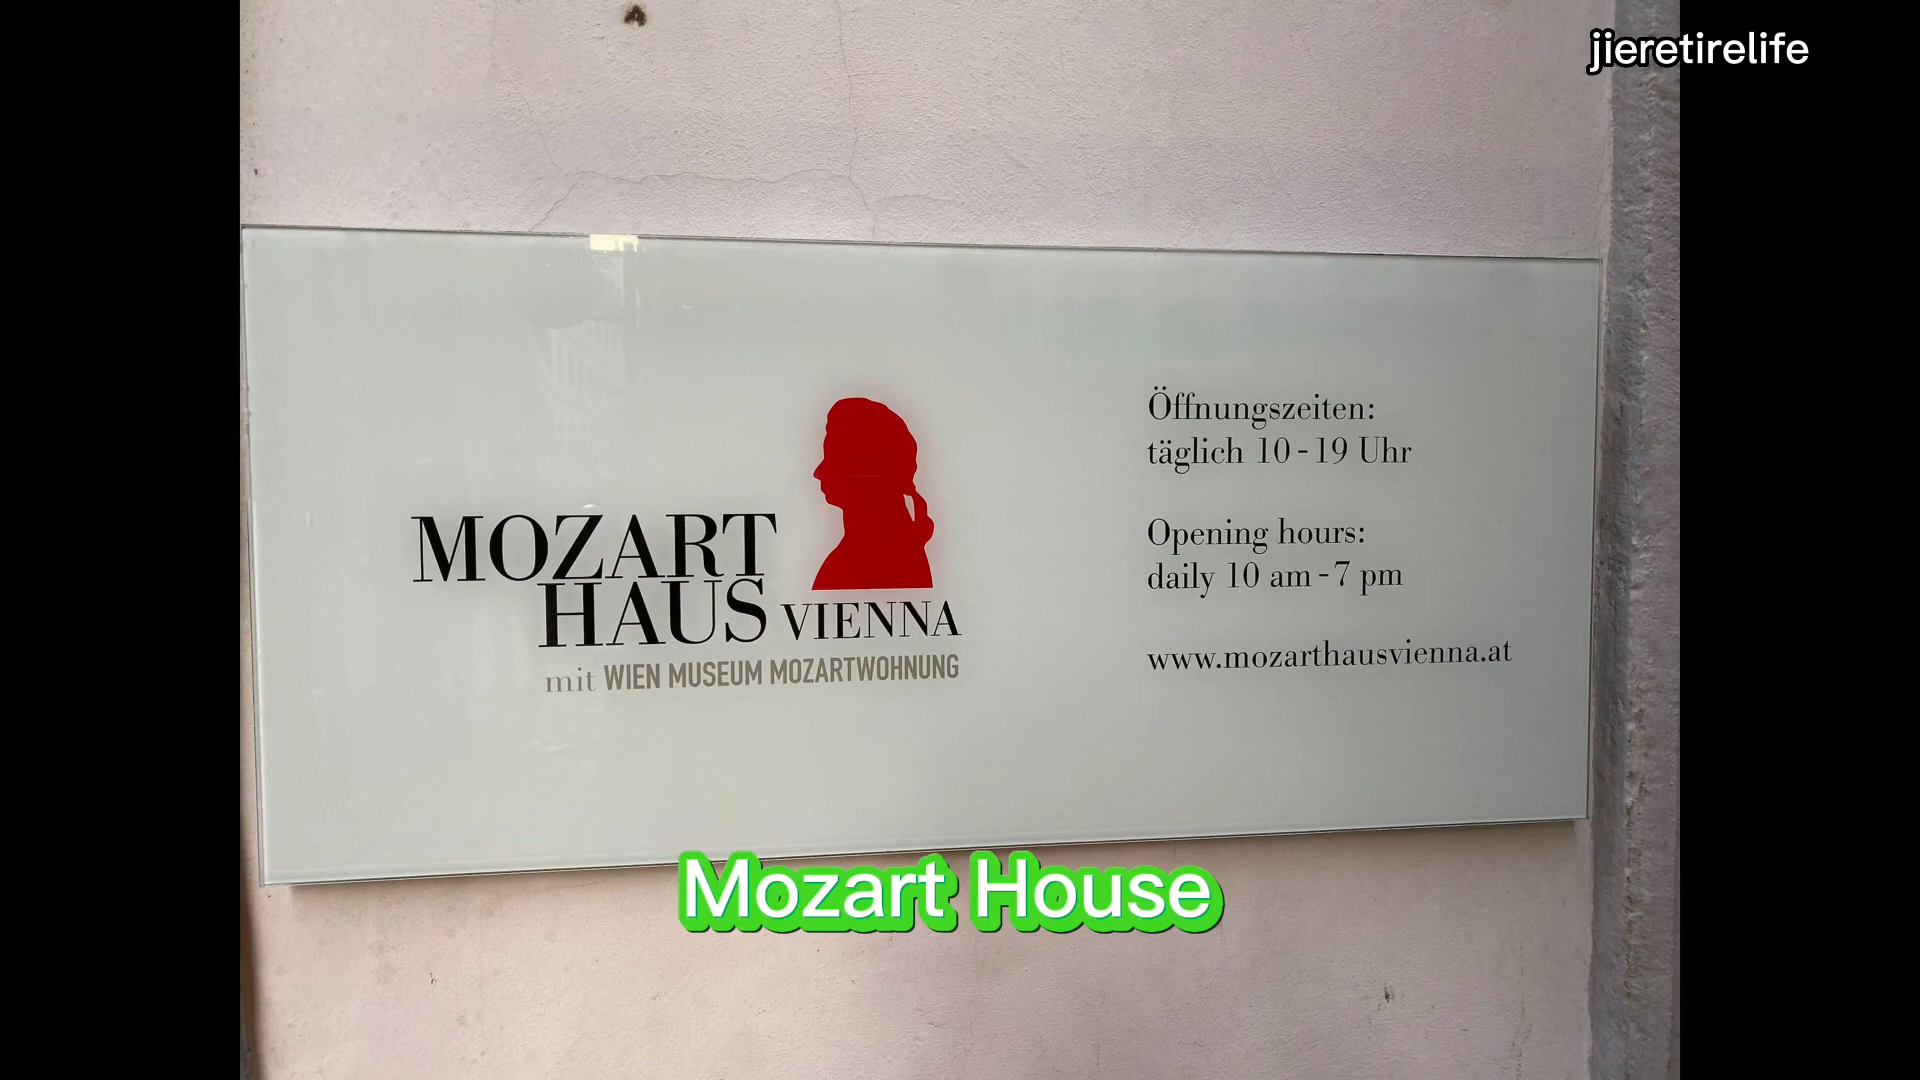 jieretirelife
MOZART
HAUS VIENNA
mit WIEN MUSEUM MOZARTWOHNUNG
Öffnungszeiten:
täglich 10 - 19 Uhr
Opening hours:
daily 10 am - 7 pm
www.mozarthausvienna.at
Mozart House